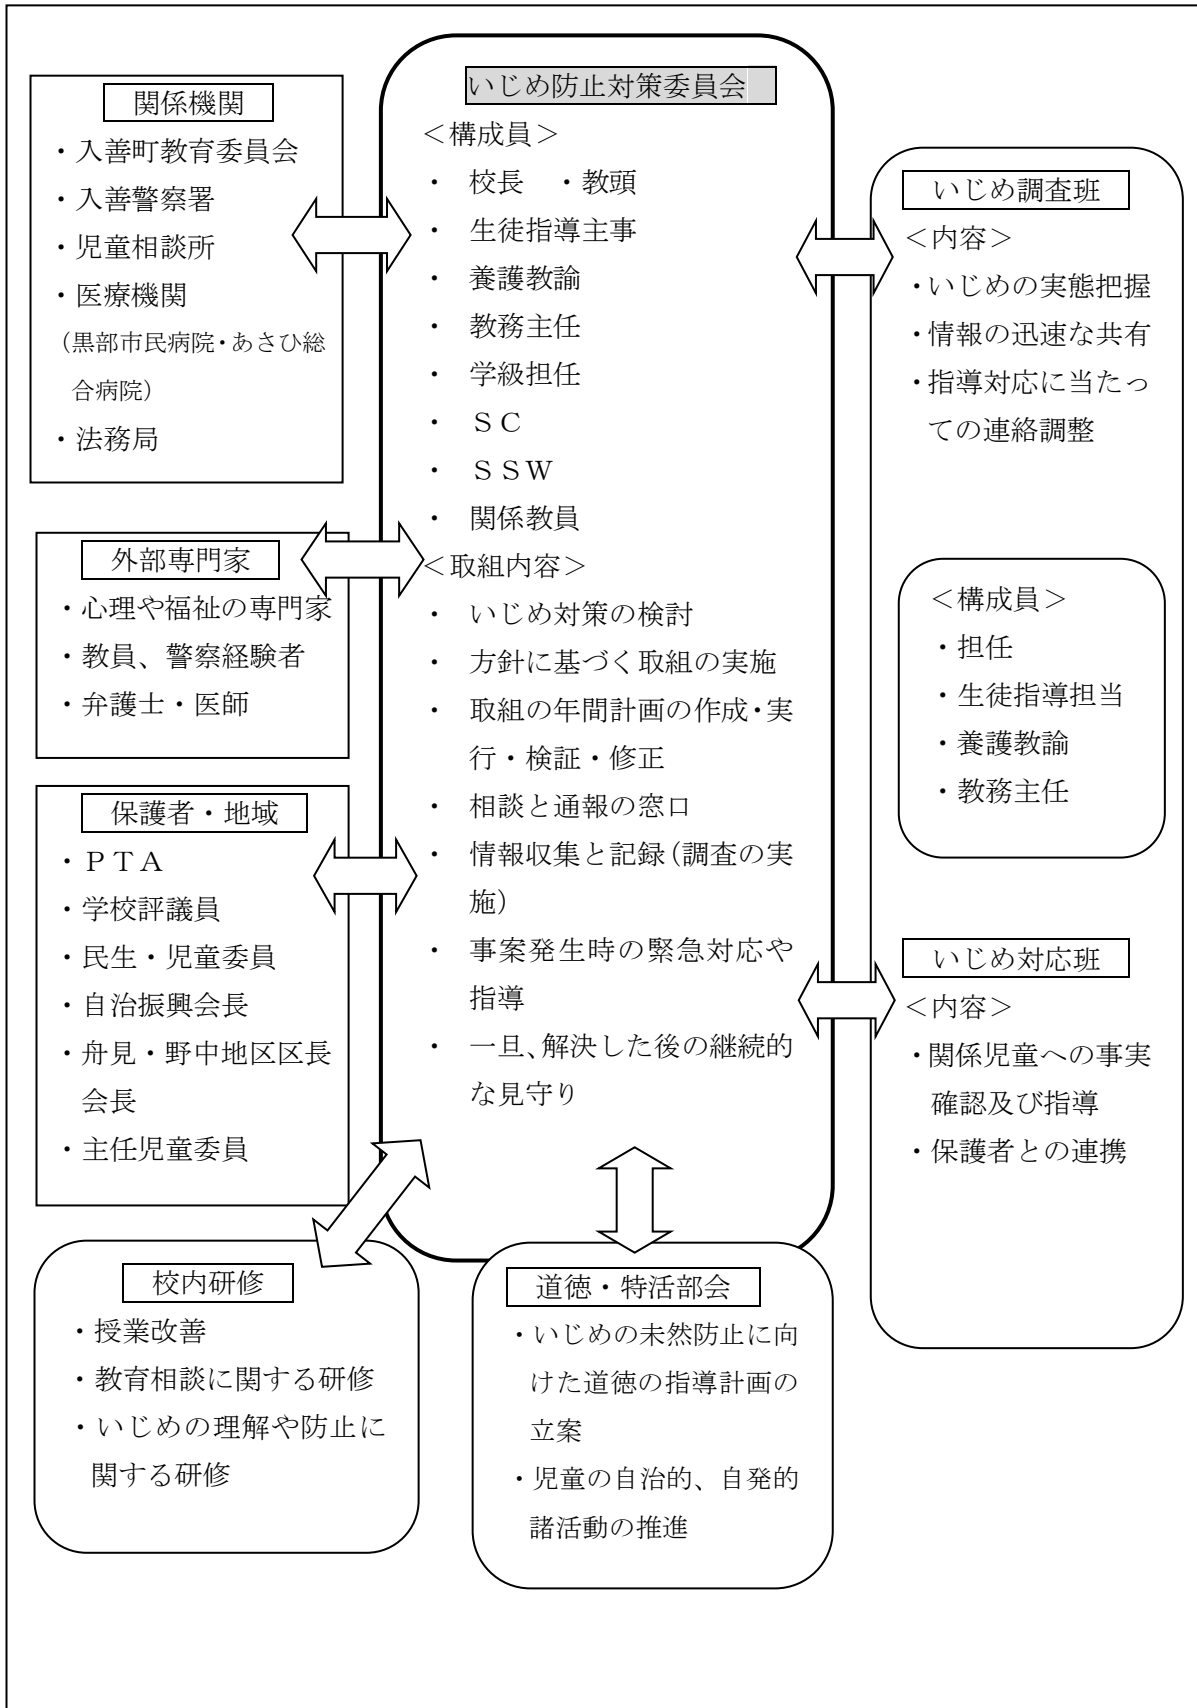 関係機関
・入善町教育委員会
・入善警察署
・児童相談所
・医療機関
（黒部市民病院・あさひ総
合病院）
・法務局
外部専門家
・心理や福祉の専門家
・教員、警察経験者
・弁護士・医師
保護者・地域
・ＰＴＡ
・学校評議員
・民生・児童委員
・自治振興会長
・舟見・野中地区区長
会長
・主任児童委員
いじめ防止対策委員会
＜構成員＞
・ 校長 ・教頭
・ 生徒指導主事
・ 養護教諭
・ 教務主任
・ 学級担任
・ ＳＣ
・ ＳＳＷ
・ 関係教員
＜取組内容＞
・ いじめ対策の検討
・ 方針に基づく取組の実施
・ 取組の年間計画の作成・実
行・検証・修正
・ 相談と通報の窓口
・ 情報収集と記録（調査の実
施）
・ 事案発生時の緊急対応や
指導
・ 一旦、解決した後の継続的
な見守り
いじめ調査班
＜内容＞
・いじめの実態把握
・情報の迅速な共有
・指導対応に当たっ
ての連絡調整
＜構成員＞
・担任
・生徒指導担当
・養護教諭
・教務主任
いじめ対応班
＜内容＞
・関係児童への事実
確認及び指導
・保護者との連携
校内研修
・授業改善
・教育相談に関する研修
・いじめの理解や防止に
関する研修
道徳・特活部会
・いじめの未然防止に向
けた道徳の指導計画の
立案
・児童の自治的、自発的
諸活動の推進